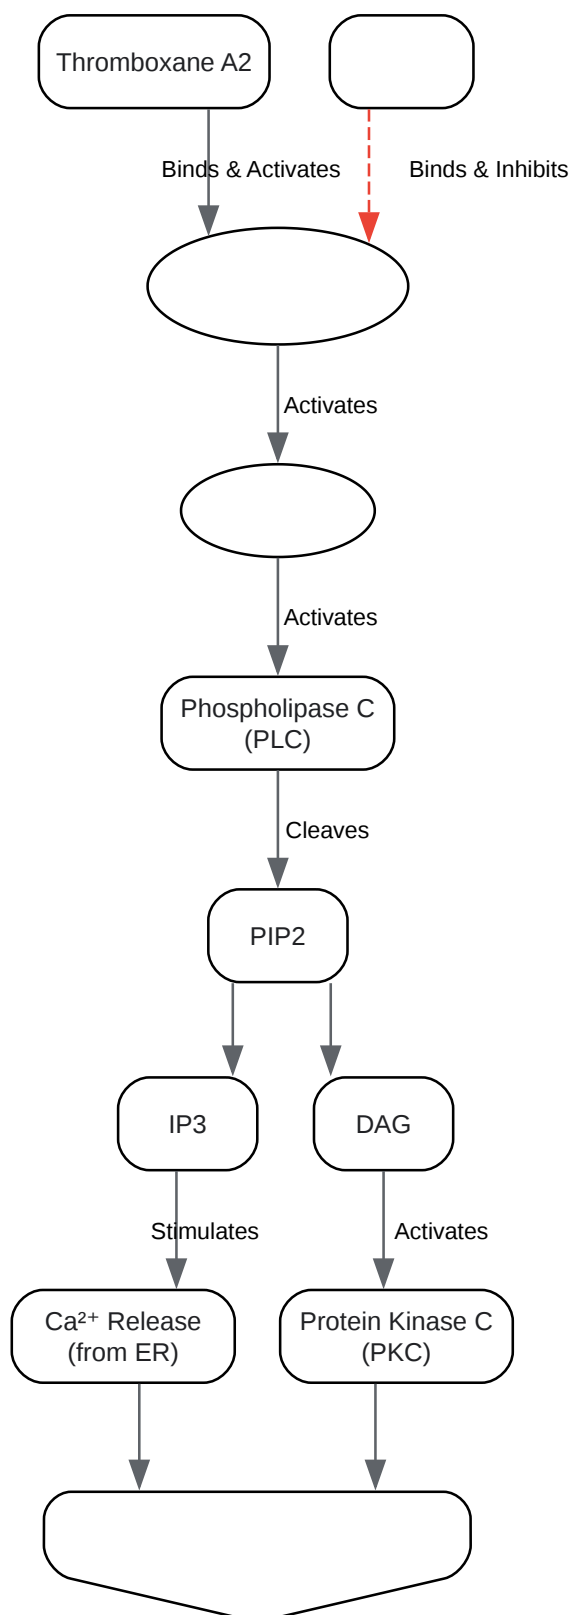 Thromboxane A2
Binds & Activates
Binds & Inhibits
Activates
Activates
Phospholipase C
(PLC)
Cleaves
PIP2
IP3
DAG
Stimulates
Activates
Ca²⁺ Release
(from ER)
Protein Kinase C
(PKC)